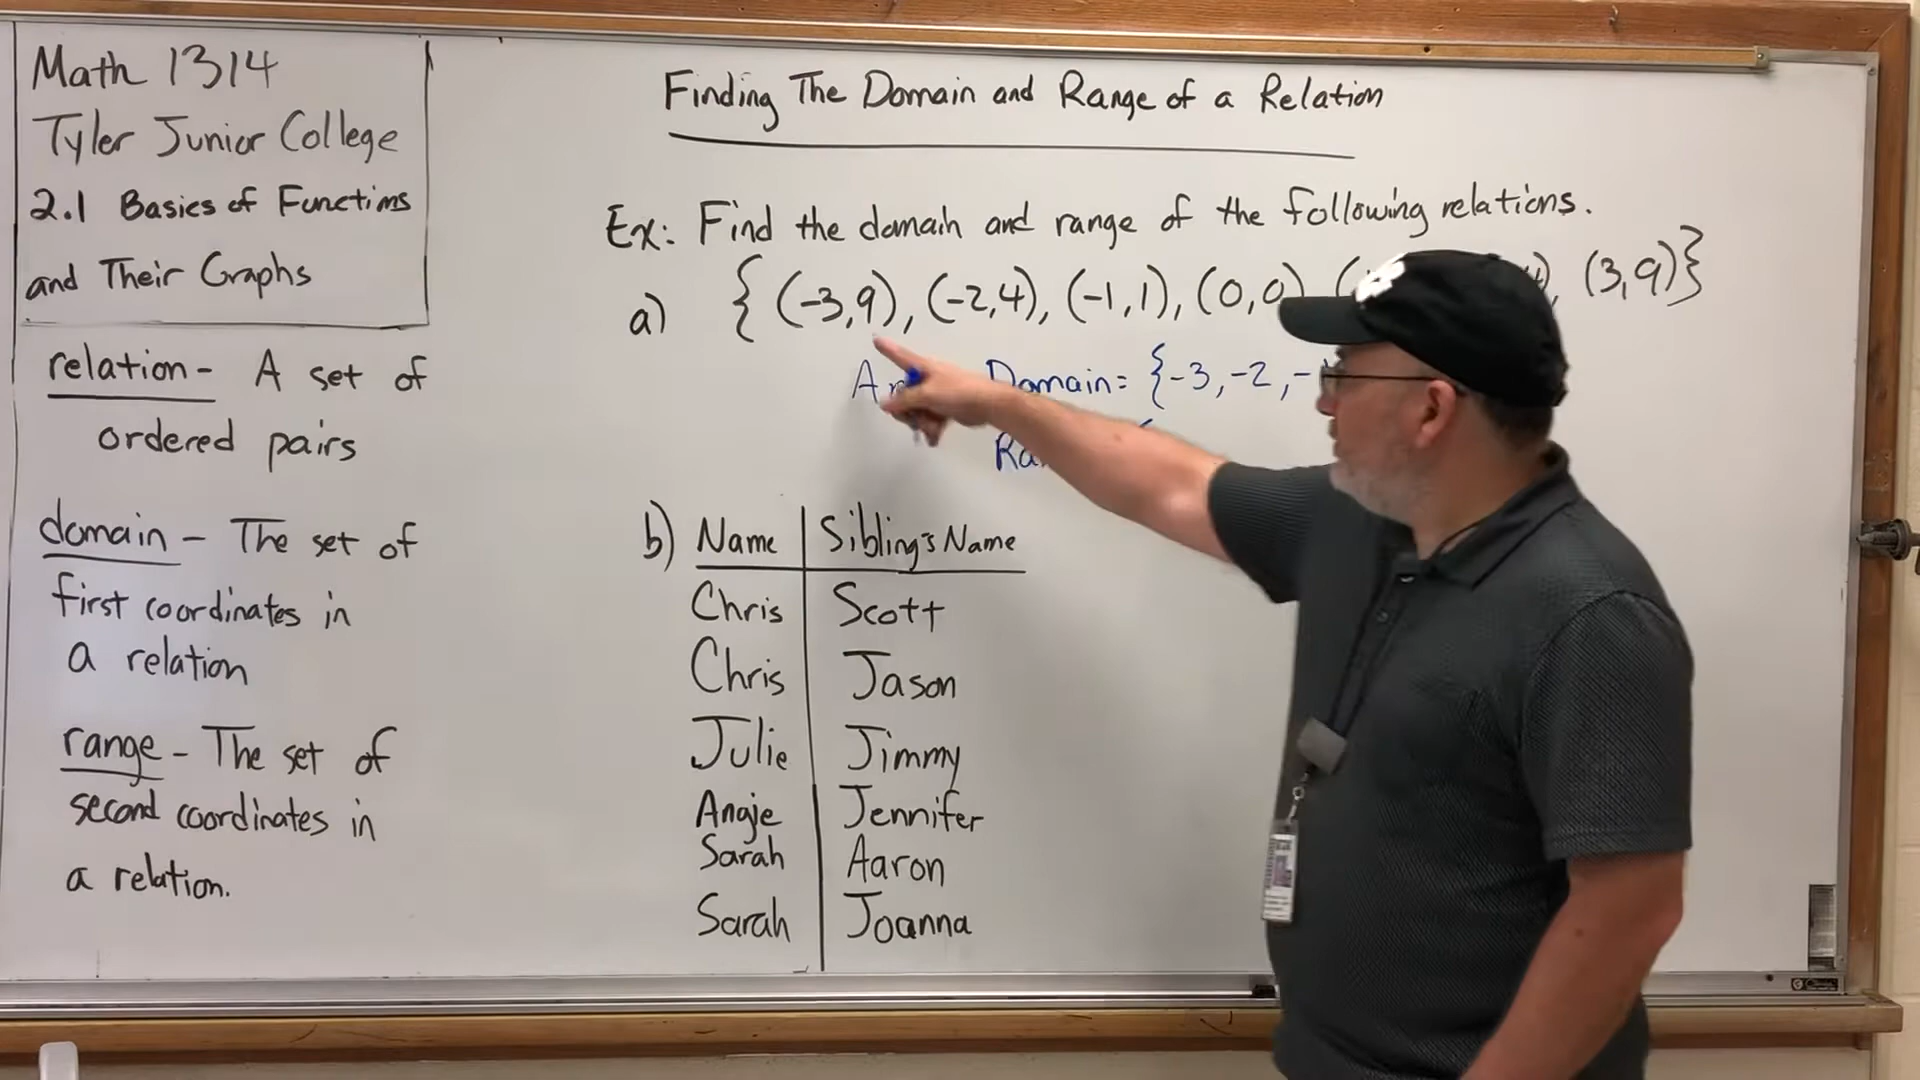 Math 1314
Tyler Junior College
2.1 Basics of Functions
and Their Graphs
relation - A set of
ordered pairs
domain - The set of
first coordinates in
a relation
range - The set of
second coordinates in
a relation.
Finding The Domain and Range of a Relation
Ex: Find the domain and range of the following relations.
a) { (-3,9), (-2,4), (-1,1), (0,0), (3,9)}
Domain = {-3, -2, -
b) Name Sibling's Name
Chris Scott
Chris Jason
Julie Jimmy
Angie Jennifer
Sarah Aaron
Sarah Joanna